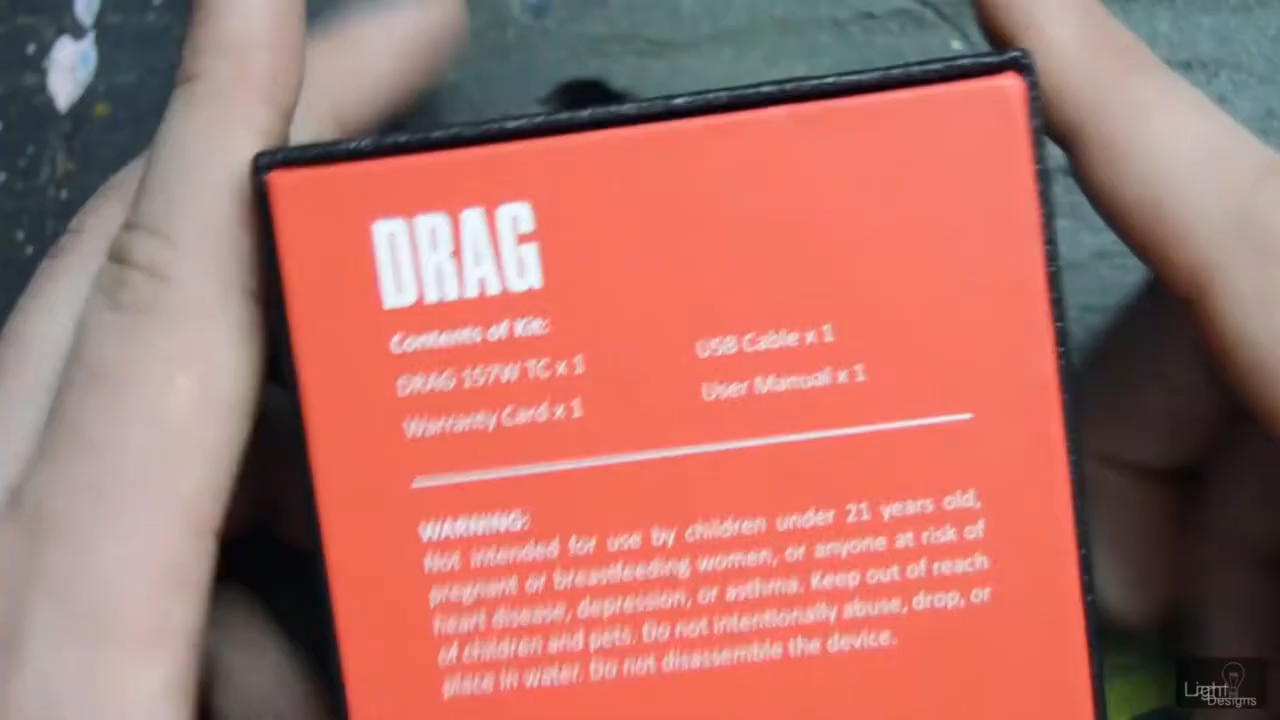 DRAG
Contents of Kit:
DRAG 157W TC x 1
USB Cable x 1
Warranty Card x 1
User Manual x 1
WARNING:
Not intended for use by children under 21 years old,
pregnant or breastfeeding women, or anyone at risk of
heart disease, depression, or asthma. Keep out of reach
of children and pets. Do not intentionally abuse, drop, or
place in water. Do not disassemble the device.
Light
Designs